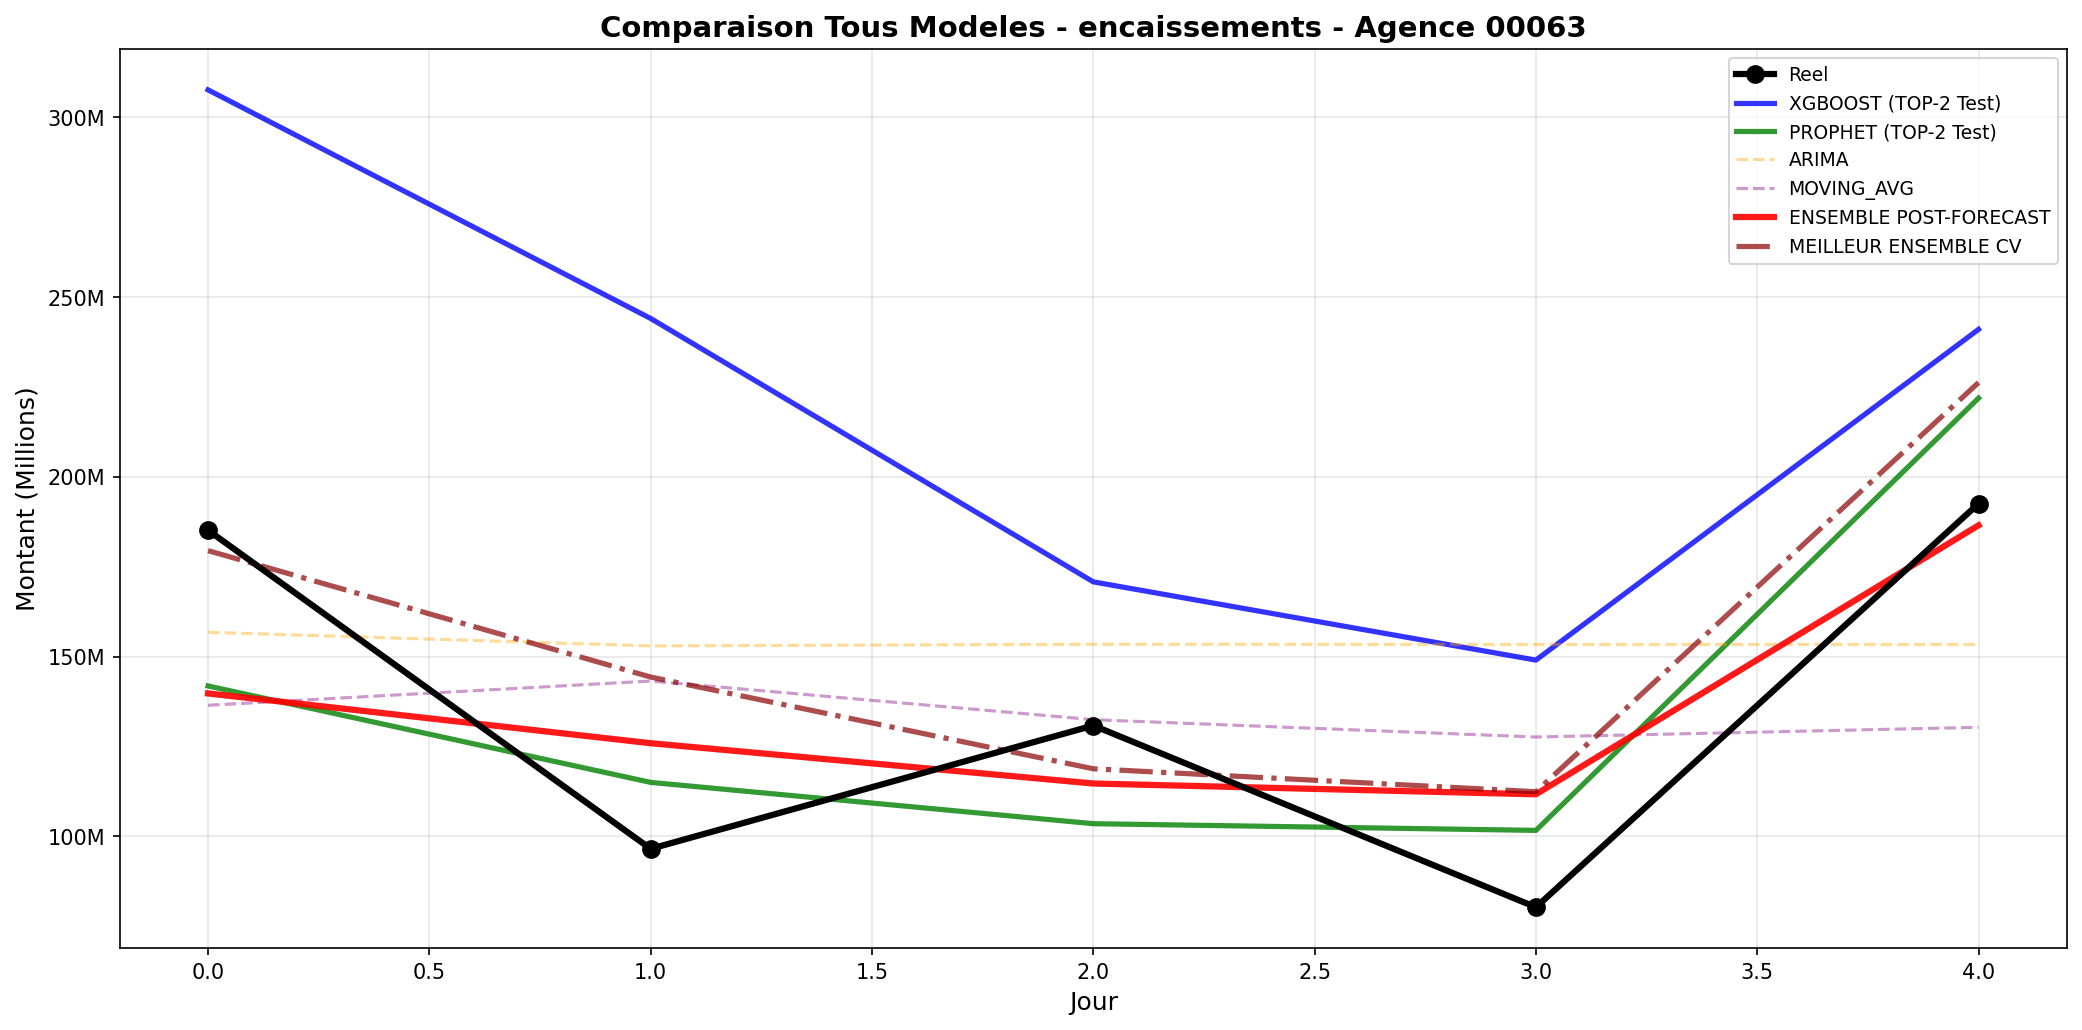 Comparaison Tous Modeles - encaissements - Agence 00063
Montant (Millions)
300M
250M
200M
150M
100M
Reel
XGBOOST (TOP-2 Test)
PROPHET (TOP-2 Test)
ARIMA
MOVING_AVG
ENSEMBLE POST-FORECAST
MEILLEUR ENSEMBLE CV
0.0 0.5 1.0 1.5 2.0 2.5 3.0 3.5 4.0
Jour